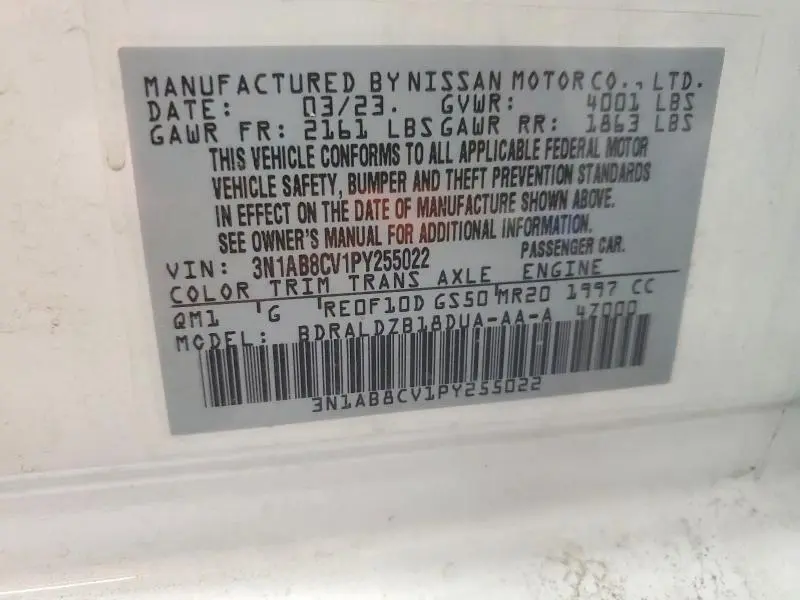 MANUFACTURED BY NISSAN MOTOR CO., LTD.
DATE: 03/23. GVWR: 4001 LBS
GAWR FR: 2161 LBS GAWR RR: 1863 LBS
THIS VEHICLE CONFORMS TO ALL APPLICABLE FEDERAL MOTOR
VEHICLE SAFETY, BUMPER AND THEFT PREVENTION STANDARDS
IN EFFECT ON THE DATE OF MANUFACTURE SHOWN ABOVE.
SEE OWNER'S MANUAL FOR ADDITIONAL INFORMATION.
VIN: 3N1AB8CV1PY255022 PASSENGER CAR.
COLOR TRIM TRANS AXLE ENGINE
QM1 G RE0F10D GS50 MR20 1997 CC
MODEL: BDRALDZB18DUA-AA-A 47000
3N1AB8CV1PY255022